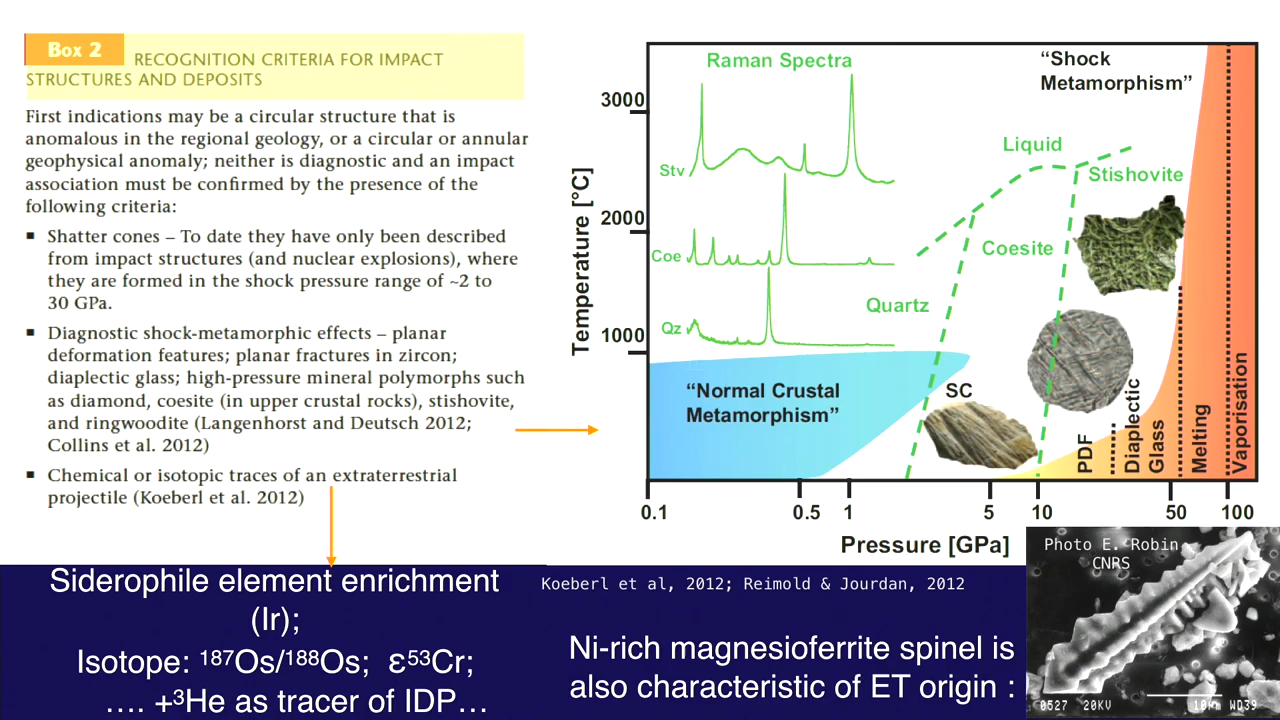 Box 2
RECOGNITION CRITERIA FOR IMPACT
STRUCTURES AND DEPOSITS
First indications may be a circular structure that is
anomalous in the regional geology, or a circular or annular
geophysical anomaly; neither is diagnostic and an impact
association must be confirmed by the presence of the
following criteria:
▪ Shatter cones – To date they have only been described
from impact structures (and nuclear explosions), where
they are formed in the shock pressure range of ~2 to
30 GPa.
▪ Diagnostic shock-metamorphic effects – planar
deformation features; planar fractures in zircon;
diaplectic glass; high-pressure mineral polymorphs such
as diamond, coesite (in upper crustal rocks), stishovite,
and ringwoodite (Langenhorst and Deutsch 2012;
Collins et al. 2012)
▪ Chemical or isotopic traces of an extraterrestrial
projectile (Koeberl et al. 2012)
Raman Spectra
“Shock
Metamorphism”
3000
2000
1000
Temperature [°C]
Stv
Coe
Qz
Liquid
Stishovite
Coesite
Quartz
“Normal Crustal
Metamorphism”
SC
PDF
Diaplectic
Glass
Melting
Vaporisation
0.1 0.5 1 5 10 50 100
Pressure [GPa]
Siderophile element enrichment
(Ir);
Isotope: ¹⁸⁷Os/¹⁸⁸Os; ε⁵³Cr;
…. +³He as tracer of IDP…
Koeberl et al, 2012; Reimold & Jourdan, 2012
Ni-rich magnesioferrite spinel is
also characteristic of ET origin :
Photo E. Robin
CNRS
0527 20KV 10µm WD39